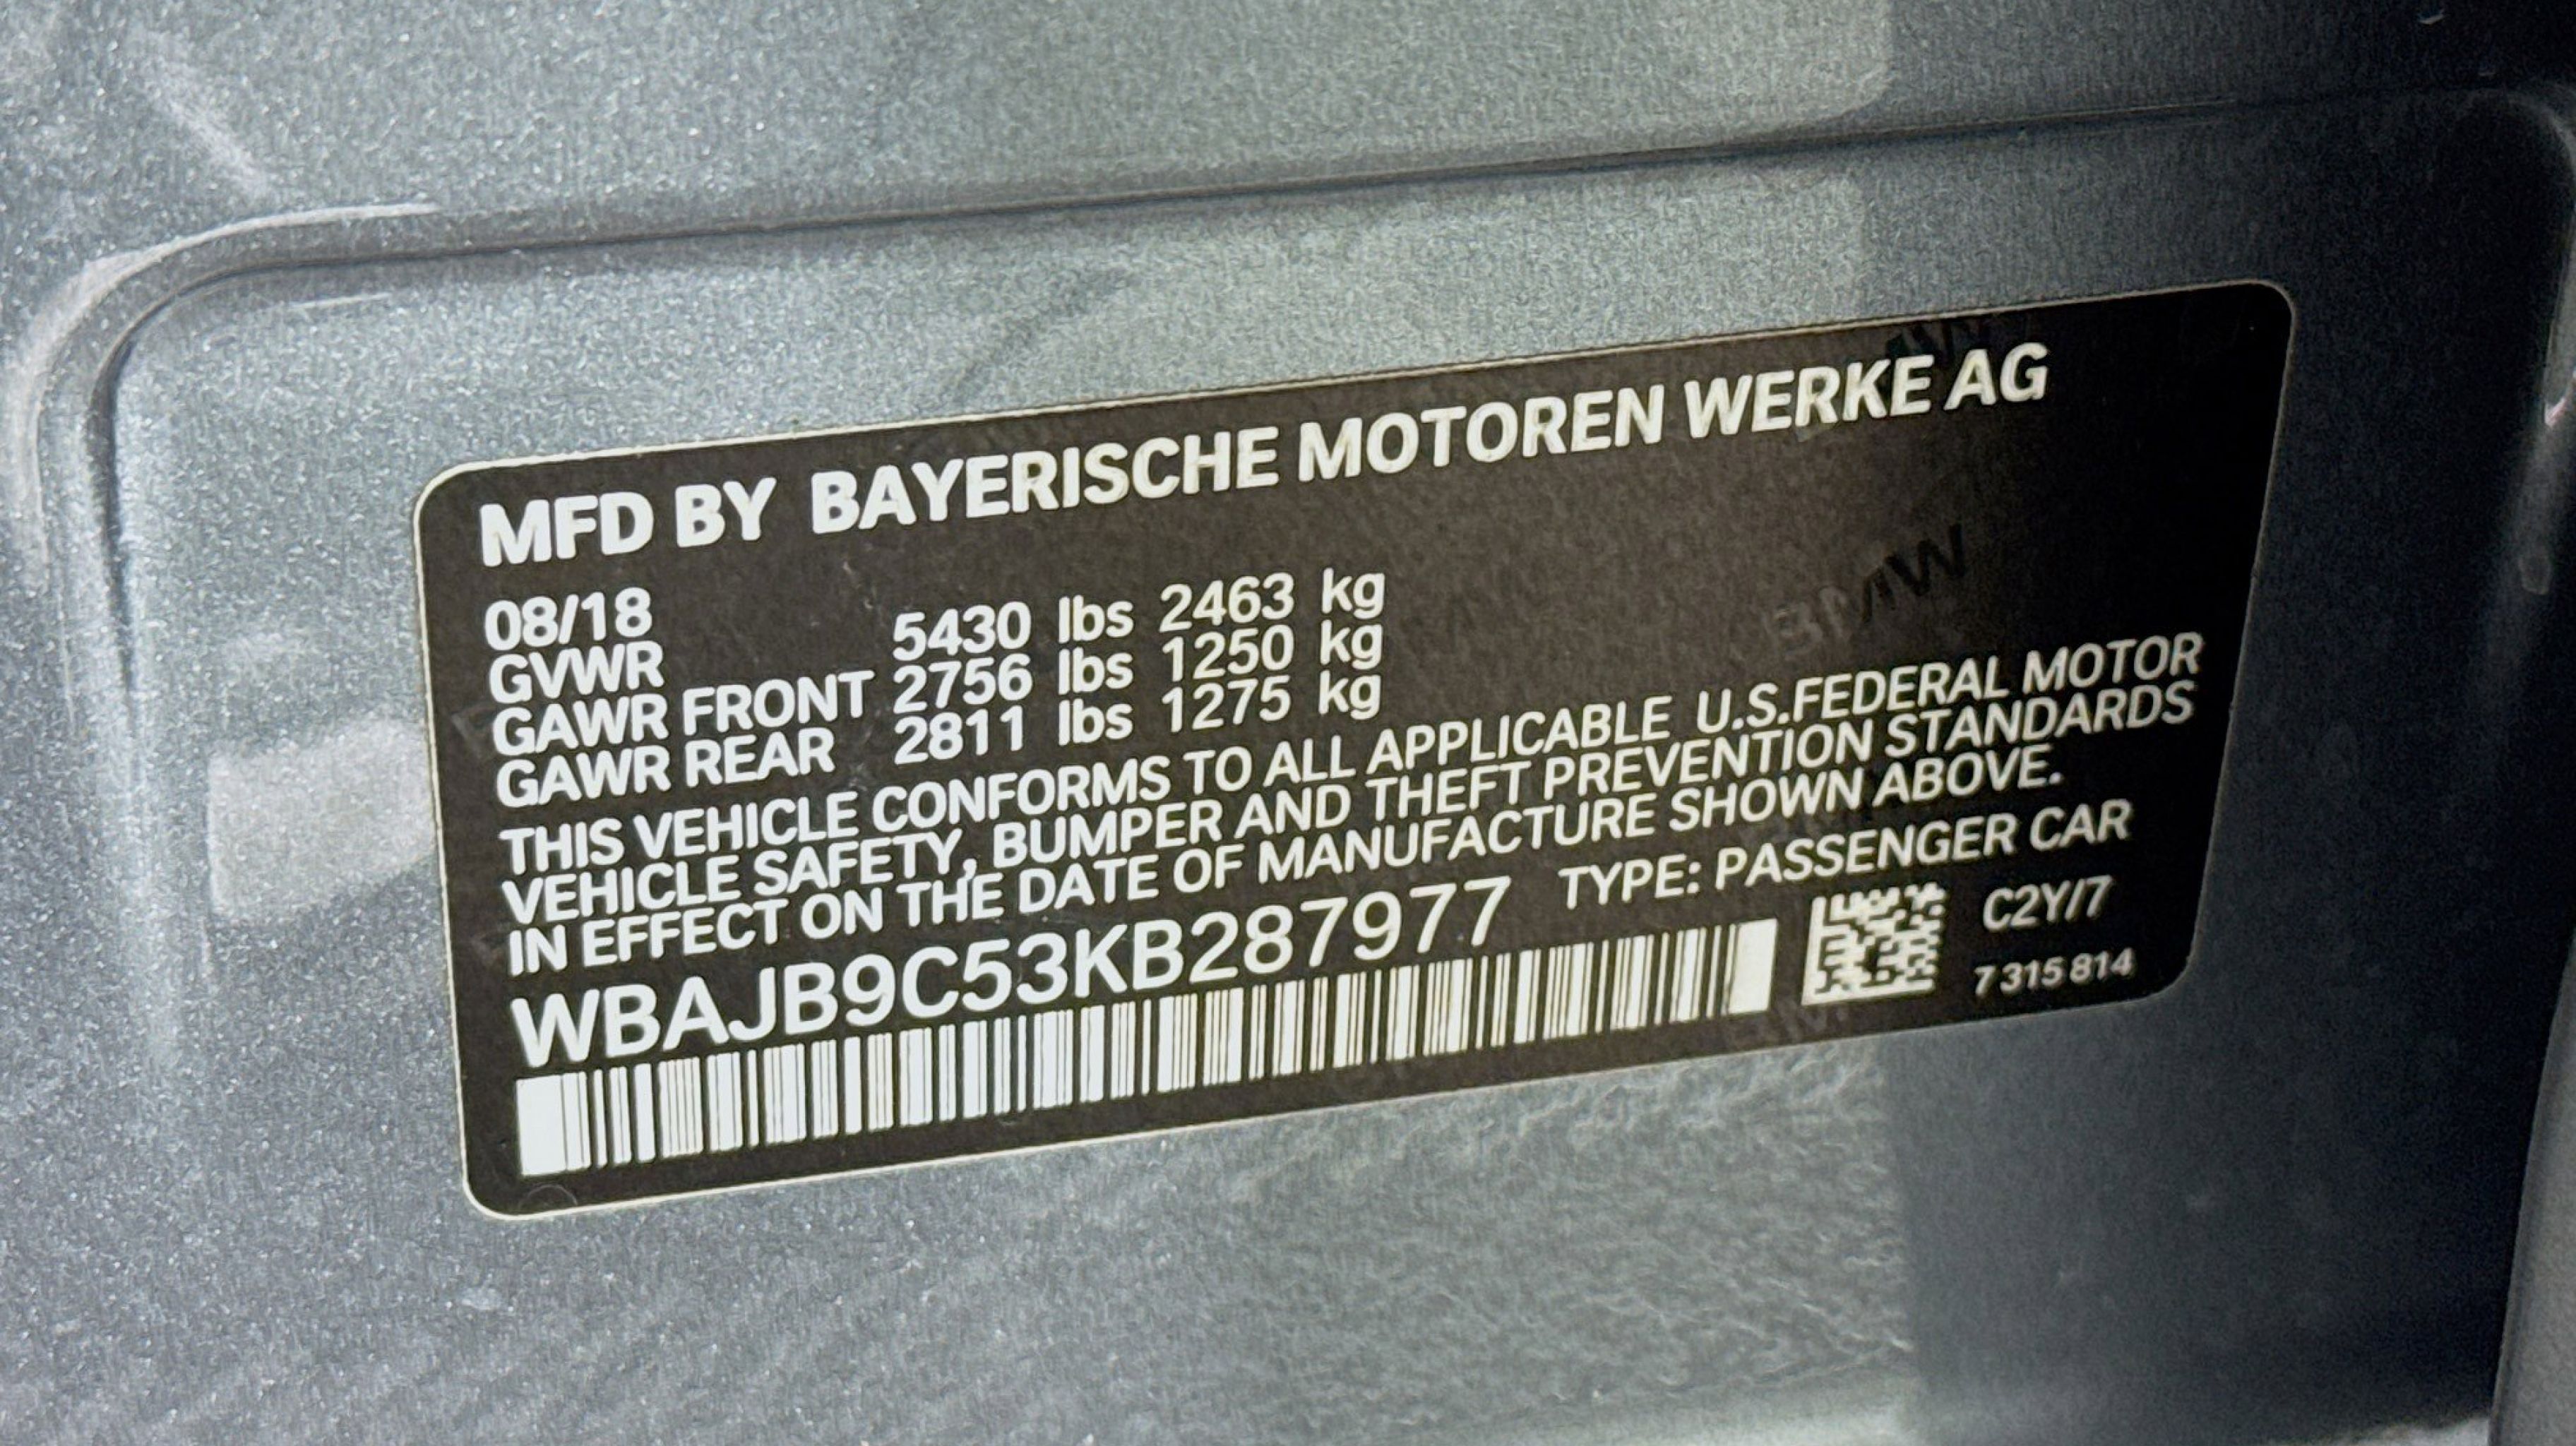 MFD BY BAYERISCHE MOTOREN WERKE AG
08/18
GVWR 5430 lbs 2463 kg
GAWR FRONT 2756 lbs 1250 kg
GAWR REAR 2811 lbs 1275 kg
THIS VEHICLE CONFORMS TO ALL APPLICABLE U.S.FEDERAL MOTOR
VEHICLE SAFETY, BUMPER AND THEFT PREVENTION STANDARDS
IN EFFECT ON THE DATE OF MANUFACTURE SHOWN ABOVE.
WBAJB9C53KB287977 TYPE: PASSENGER CAR
C2Y/7
7 315 814
BMW